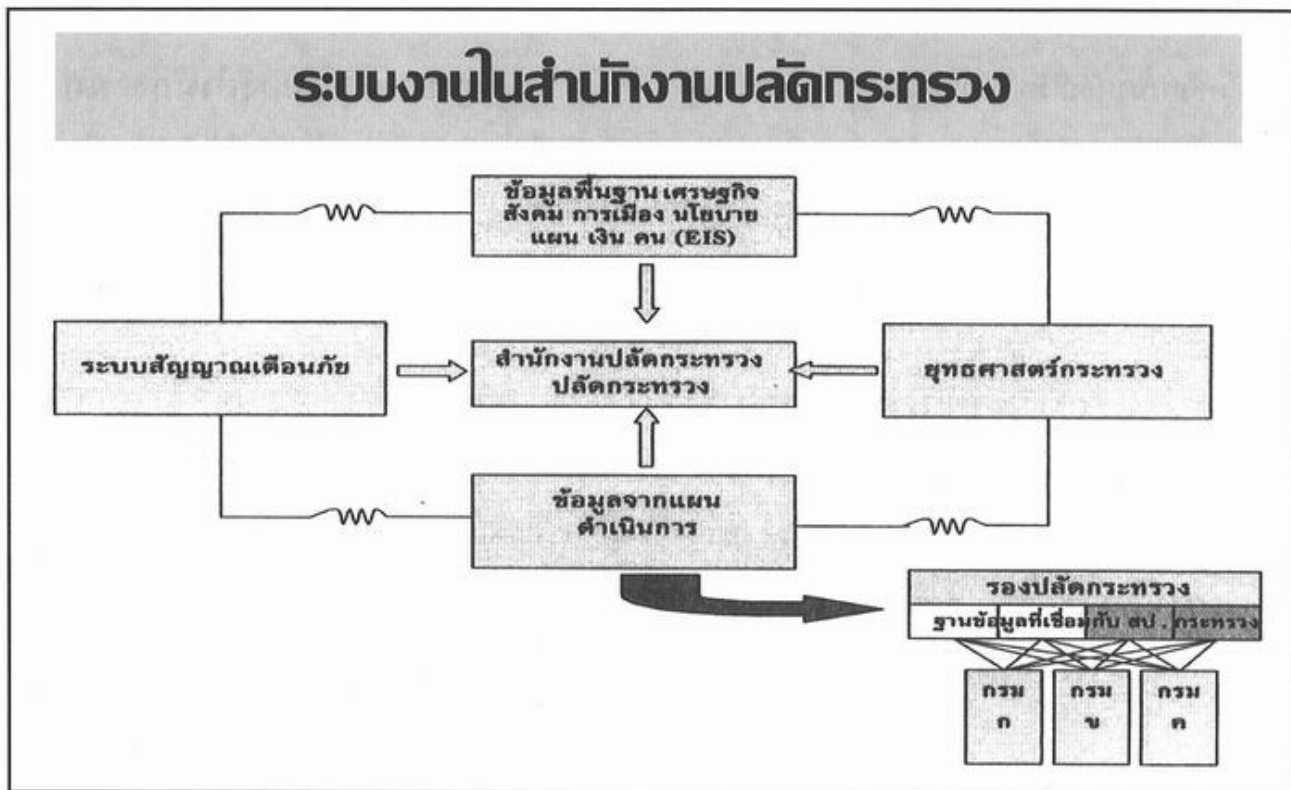 ระบบงานในสำนักงานปลัดกระทรวง
ข้อมูลพื้นฐาน เศรษฐกิจ
สังคม การเมือง นโยบาย
แผน เงิน คน (EIS)
ระบบสัญญาณเตือนภัย
สำนักงานปลัดกระทรวง
ปลัดกระทรวง
ยุทธศาสตร์กระทรวง
ข้อมูลจากแผน
ดำเนินการ
รองปลัดกระทรวง
ฐานข้อมูลที่เชื่อมกับ สป . กระทรวง
กรม
ก
กรม
ข
กรม
ค